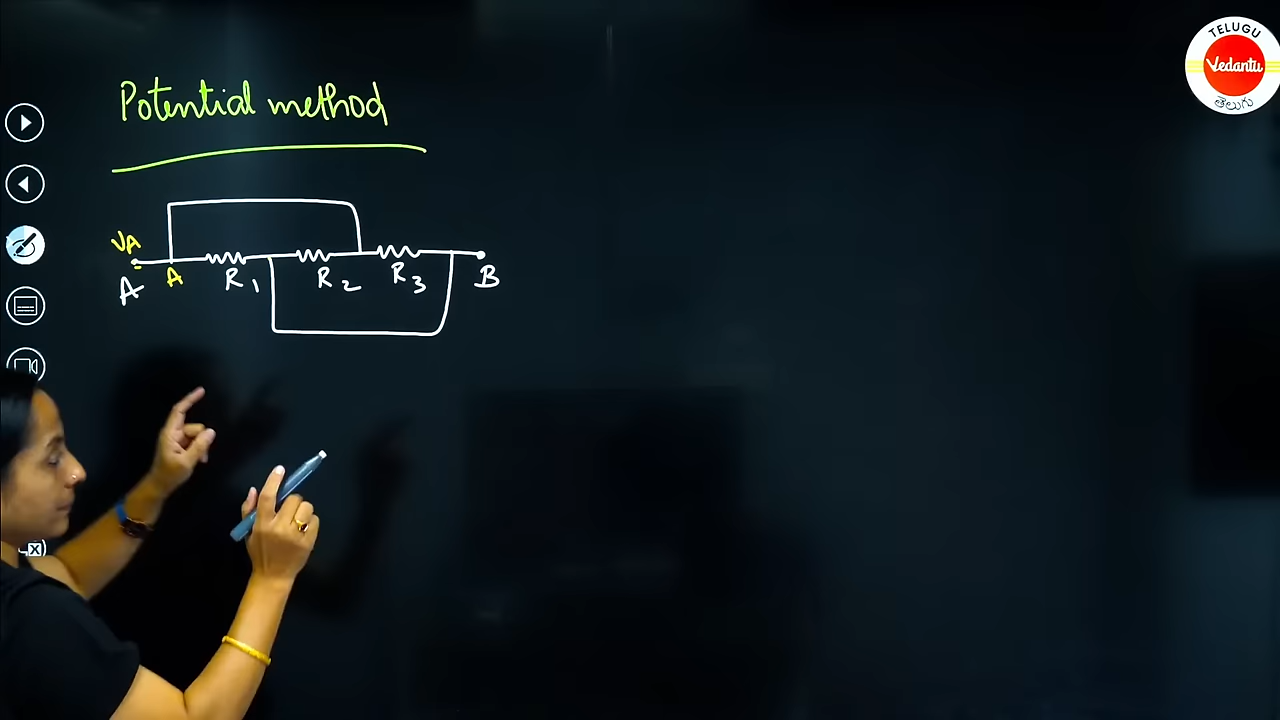 TELUGU
Vedantu
తెలుగు
Potential method
VA
A A R1 R2 R3 B